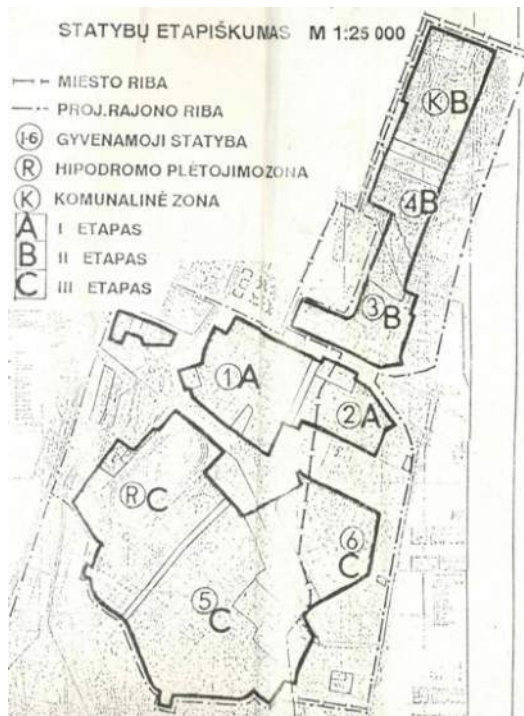 STATYBŲ ETAPIŠKUMAS M 1:25 000
MIESTO RIBA
PROJ.RAJONO RIBA
1-6 GYVENAMOJI STATYBA
R HIPODROMO PLĖTOJIMOZONA
K KOMUNALINĖ ZONA
A I ETAPAS
B II ETAPAS
C III ETAPAS
K B
4 B
3 B
1 A
2 A
R C
6 C
5 C